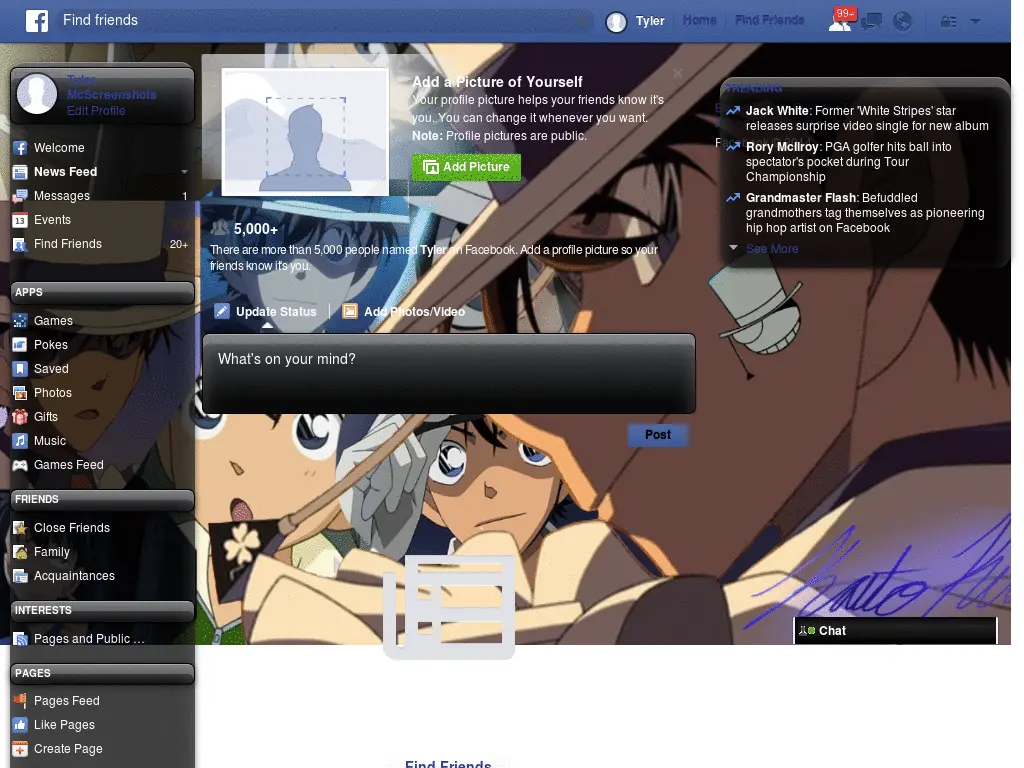 Find friends
Tyler
Home
Find Friends
99+
Tyler
McScreenshots
Edit Profile
Welcome
News Feed
Messages
1
13
Events
Find Friends
20+
APPS
Games
Pokes
Saved
Photos
Gifts
Music
Games Feed
FRIENDS
Close Friends
Family
Acquaintances
INTERESTS
Pages and Public ...
PAGES
Pages Feed
Like Pages
Create Page
Add a Picture of Yourself
Your profile picture helps your friends know it's
you. You can change it whenever you want.
Note: Profile pictures are public.
Add Picture
5,000+
There are more than 5,000 people named Tyler on Facebook. Add a profile picture so your
friends know it's you.
Update Status
Add Photos/Video
What's on your mind?
Post
Find Friends
TRENDING
Jack White: Former 'White Stripes' star
releases surprise video single for new album
Rory McIlroy: PGA golfer hits ball into
spectator's pocket during Tour
Championship
Grandmaster Flash: Befuddled
grandmothers tag themselves as pioneering
hip hop artist on Facebook
See More
Chat